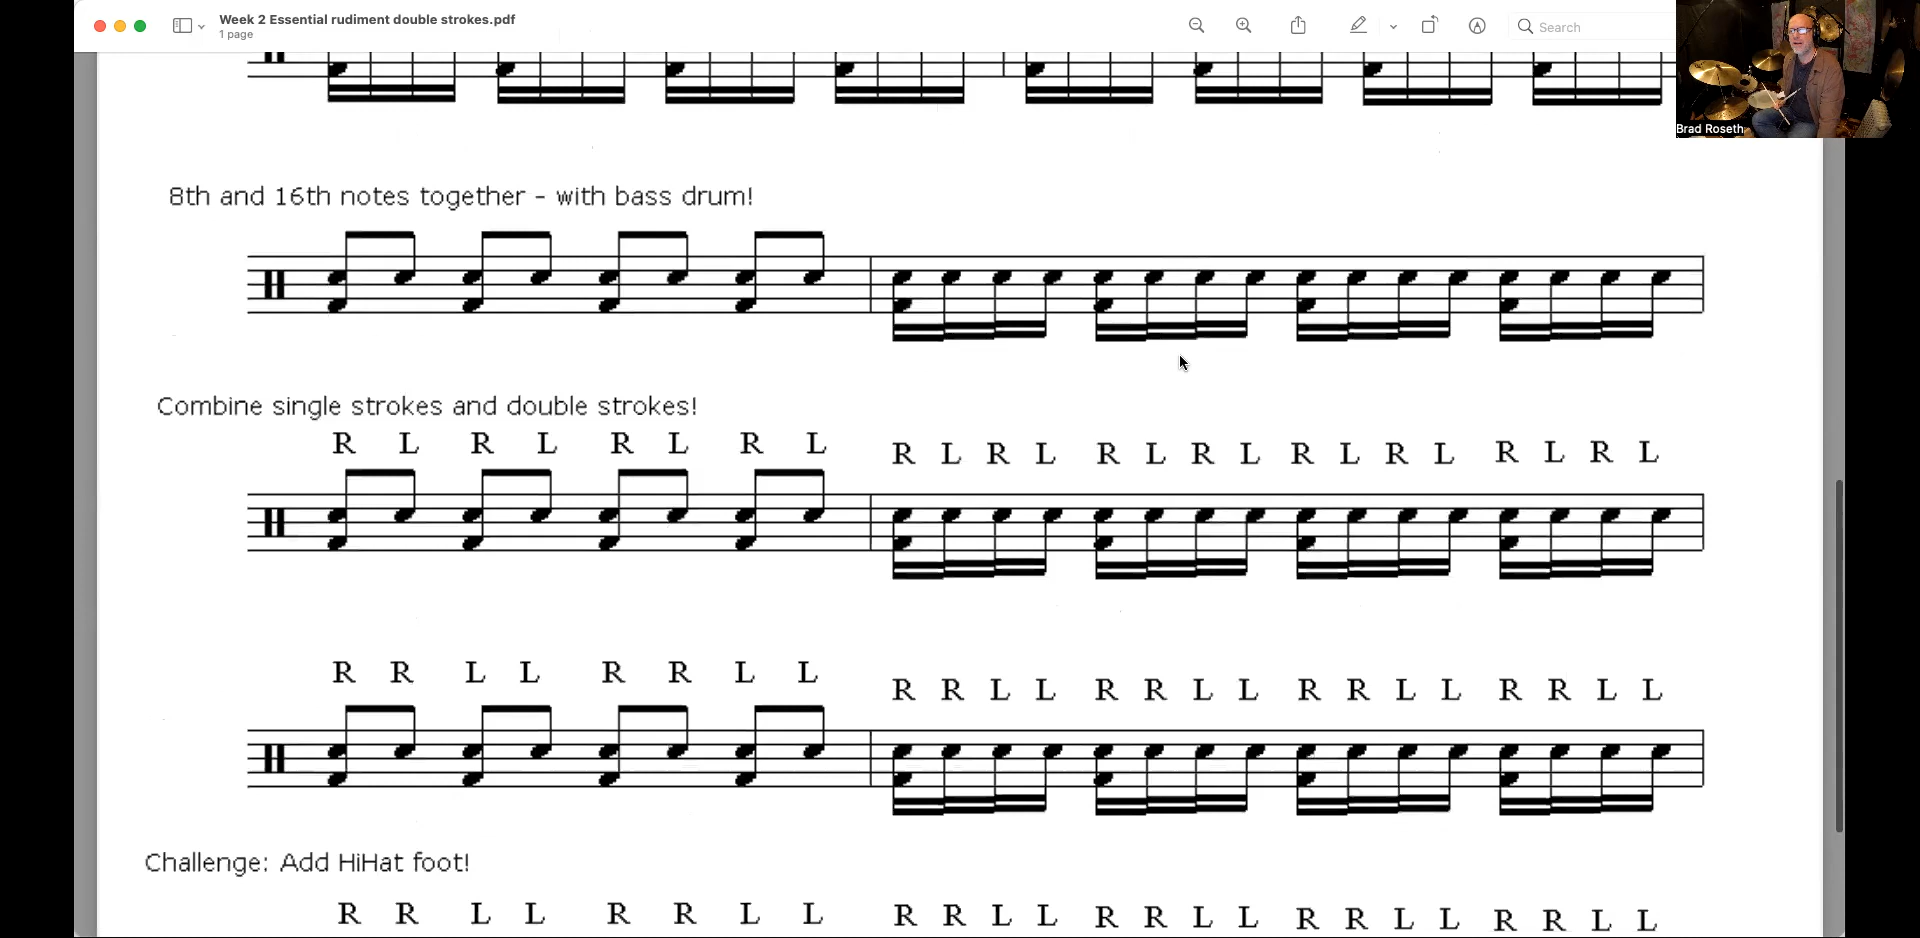 Week 2 Essential rudiment double strokes.pdf
1 page
Search
Brad Roseth
8th and 16th notes together - with bass drum!
Combine single strokes and double strokes!
R L R L R L R L R L R L R L R L R L R L R L R L
R R L L R R L L R R L L R R L L R R L L R R L L
Challenge: Add HiHat foot!
R R L L R R L L R R L L R R L L R R L L R R L L